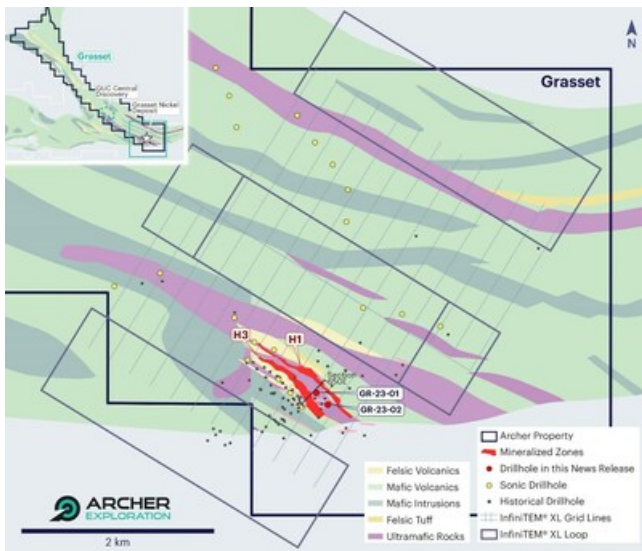 Grasset
GUC Central
Discovery
Grasset Nickel
Deposit
N
Grasset
H3
H1
Section
GR-23-01
GR-23-02
Felsic Volcanics
Mafic Volcanics
Mafic Intrusions
Felsic Tuff
Ultramafic Rocks
Archer Property
Mineralized Zones
Drillhole in this News Release
Sonic Drillhole
Historical Drillhole
InfiniTEM® XL Grid Lines
InfiniTEM® XL Loop
ARCHER
EXPLORATION
2 km